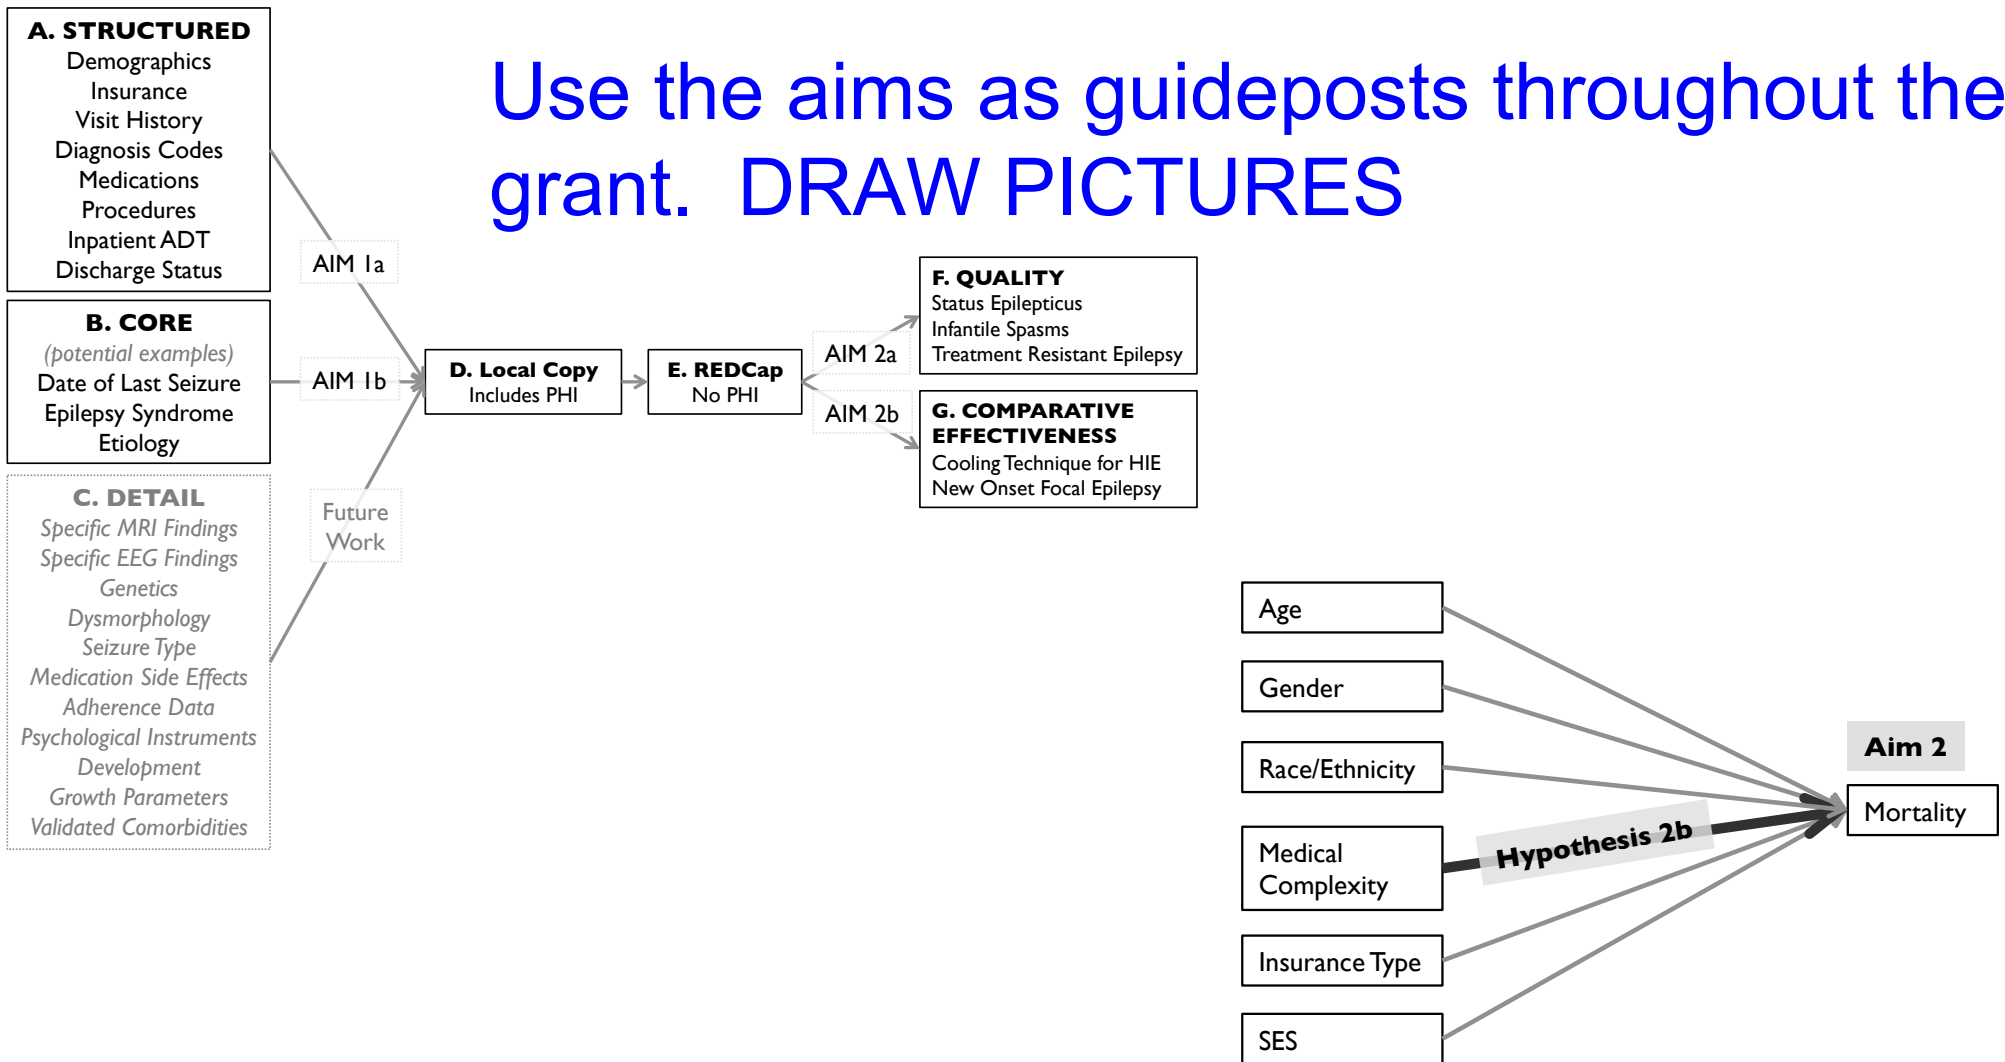 Use the aims as guideposts throughout the
grant. DRAW PICTURES
A. STRUCTURED
Demographics
Insurance
Visit History
Diagnosis Codes
Medications
Procedures
Inpatient ADT
Discharge Status
B. CORE
(potential examples)
Date of Last Seizure
Epilepsy Syndrome
Etiology
C. DETAIL
Specific MRI Findings
Specific EEG Findings
Genetics
Dysmorphology
Seizure Type
Medication Side Effects
Adherence Data
Psychological Instruments
Development
Growth Parameters
Validated Comorbidities
AIM 1a
AIM 1b
Future
Work
D. Local Copy
Includes PHI
E. REDCap
No PHI
AIM 2a
AIM 2b
F. QUALITY
Status Epilepticus
Infantile Spasms
Treatment Resistant Epilepsy
G. COMPARATIVE
EFFECTIVENESS
Cooling Technique for HIE
New Onset Focal Epilepsy
Age
Gender
Race/Ethnicity
Medical
Complexity
Insurance Type
SES
Hypothesis 2b
Aim 2
Mortality